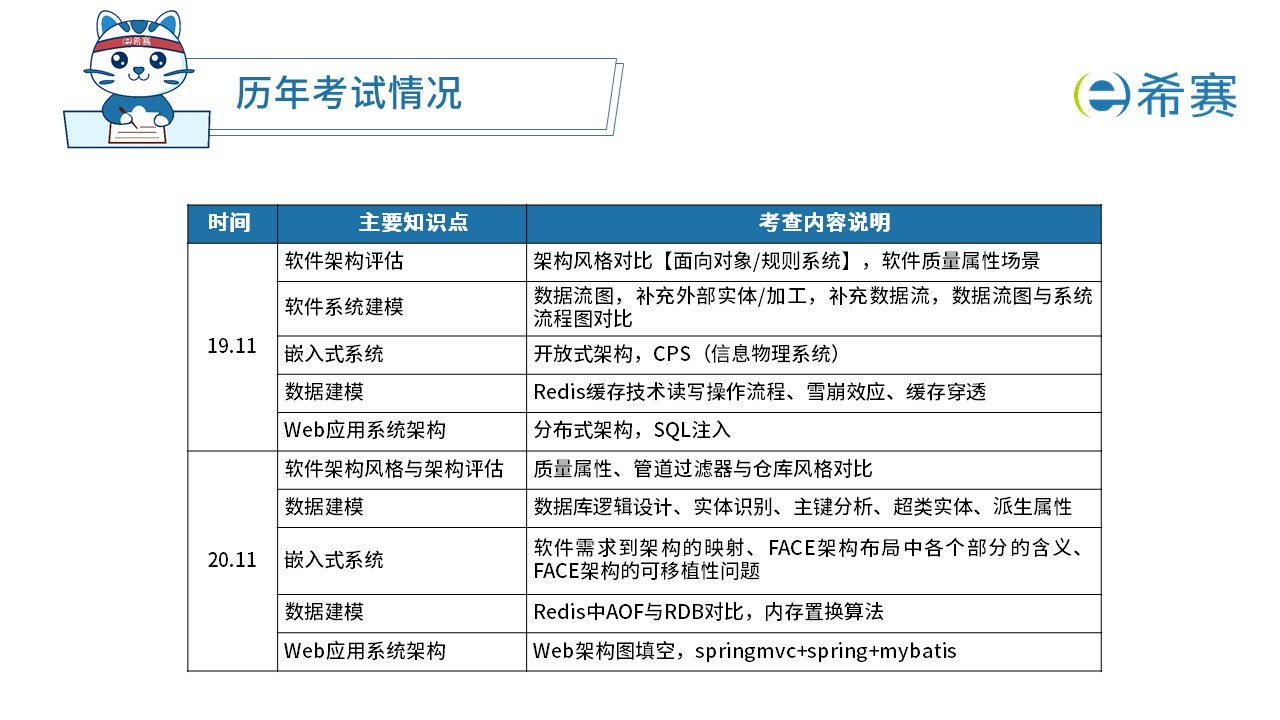 希赛
历年考试情况
希赛
时间 主要知识点 考查内容说明
19.11
软件架构评估 架构风格对比【面向对象/规则系统】，软件质量属性场景
软件系统建模 数据流图，补充外部实体/加工，补充数据流，数据流图与系统
流程图对比
嵌入式系统 开放式架构，CPS（信息物理系统）
数据建模 Redis缓存技术读写操作流程、雪崩效应、缓存穿透
Web应用系统架构 分布式架构，SQL注入
20.11
软件架构风格与架构评估 质量属性、管道过滤器与仓库风格对比
数据建模 数据库逻辑设计、实体识别、主键分析、超类实体、派生属性
嵌入式系统 软件需求到架构的映射、FACE架构布局中各个部分的含义、
FACE架构的可移植性问题
数据建模 Redis中AOF与RDB对比，内存置换算法
Web应用系统架构 Web架构图填空，springmvc+spring+mybatis